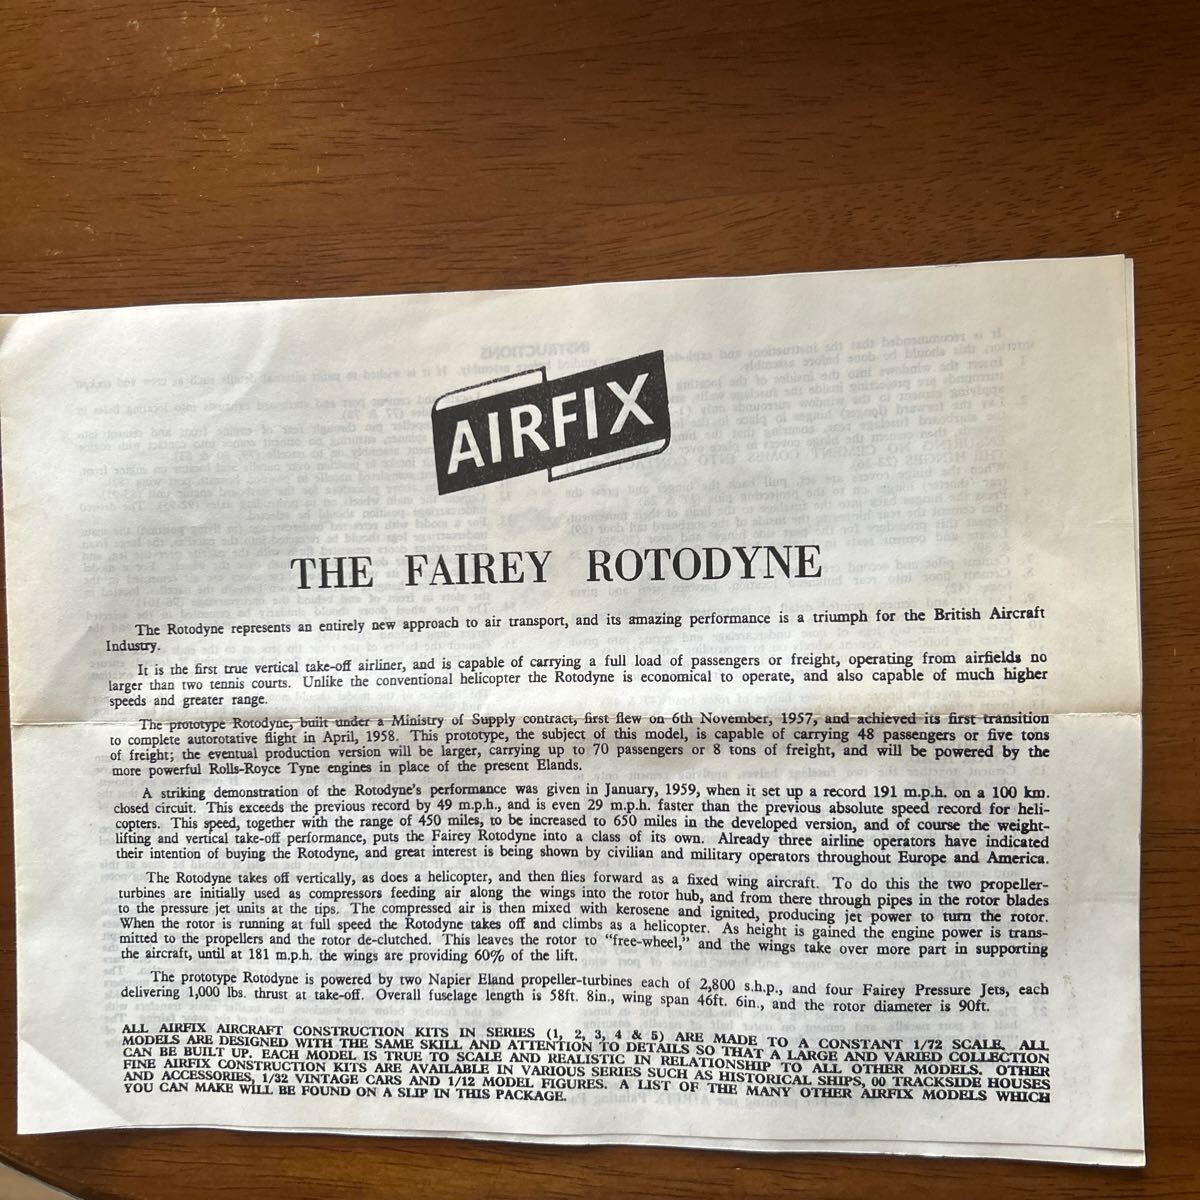 AIRFIX
THE FAIREY ROTODYNE
The Rotodyne represents an entirely new approach to air transport, and its amazing performance is a triumph for the British Aircraft
Industry.
It is the first true vertical take-off airliner, and is capable of carrying a full load of passengers or freight, operating from airfields no
larger than two tennis courts. Unlike the conventional helicopter the Rotodyne is economical to operate, and also capable of much higher
speeds and greater range.
The prototype Rotodyne, built under a Ministry of Supply contract, first flew on 6th November, 1957, and achieved its first transition
to complete autorotative flight in April, 1958. This prototype, the subject of this model, is capable of carrying 48 passengers or five tons
of freight; the eventual production version will be larger, carrying up to 70 passengers or 8 tons of freight, and will be powered by the
more powerful Rolls-Royce Tyne engines in place of the present Elands.
A striking demonstration of the Rotodyne's performance was given in January, 1959, when it set up a record 191 m.p.h. on a 100 km.
closed circuit. This exceeds the previous record by 49 m.p.h., and is even 29 m.p.h. faster than the previous absolute speed record for heli-
copters. This speed, together with the range of 450 miles, to be increased to 650 miles in the developed version, and of course the weight-
lifting and vertical take-off performance, puts the Fairey Rotodyne into a class of its own. Already three airline operators have indicated
their intention of buying the Rotodyne, and great interest is being shown by civilian and military operators throughout Europe and America.
The Rotodyne takes off vertically, as does a helicopter, and then flies forward as a fixed wing aircraft. To do this the two propeller-
turbines are initially used as compressors feeding air along the wings into the rotor hub, and from there through pipes in the rotor blades
to the pressure jet units at the tips. The compressed air is then mixed with kerosene and ignited, producing jet power to turn the rotor.
When the rotor is running at full speed the Rotodyne takes off and climbs as a helicopter. As height is gained the engine power is trans-
mitted to the propellers and the rotor de-clutched. This leaves the rotor to "free-wheel," and the wings take over more part in supporting
the aircraft, until at 181 m.p.h. the wings are providing 60% of the lift.
The prototype Rotodyne is powered by two Napier Eland propeller-turbines each of 2,800 s.h.p., and four Fairey Pressure Jets, each
delivering 1,000 lbs. thrust at take-off. Overall fuselage length is 58ft. 8in., wing span 46ft. 6in., and the rotor diameter is 90ft.
ALL AIRFIX AIRCRAFT CONSTRUCTION KITS IN SERIES (1, 2, 3, 4 & 5) ARE MADE TO A CONSTANT 1/72 SCALE. ALL
MODELS ARE DESIGNED WITH THE SAME SKILL AND ATTENTION TO DETAILS SO THAT A LARGE AND VARIED COLLECTION
CAN BE BUILT UP. EACH MODEL IS TRUE TO SCALE AND REALISTIC IN RELATIONSHIP TO ALL OTHER MODELS. OTHER
FINE AIRFIX CONSTRUCTION KITS ARE AVAILABLE IN VARIOUS SERIES SUCH AS HISTORICAL SHIPS, 00 TRACKSIDE HOUSES
AND ACCESSORIES, 1/32 VINTAGE CARS AND 1/12 MODEL FIGURES. A LIST OF THE MANY OTHER AIRFIX MODELS WHICH
YOU CAN MAKE WILL BE FOUND ON A SLIP IN THIS PACKAGE.